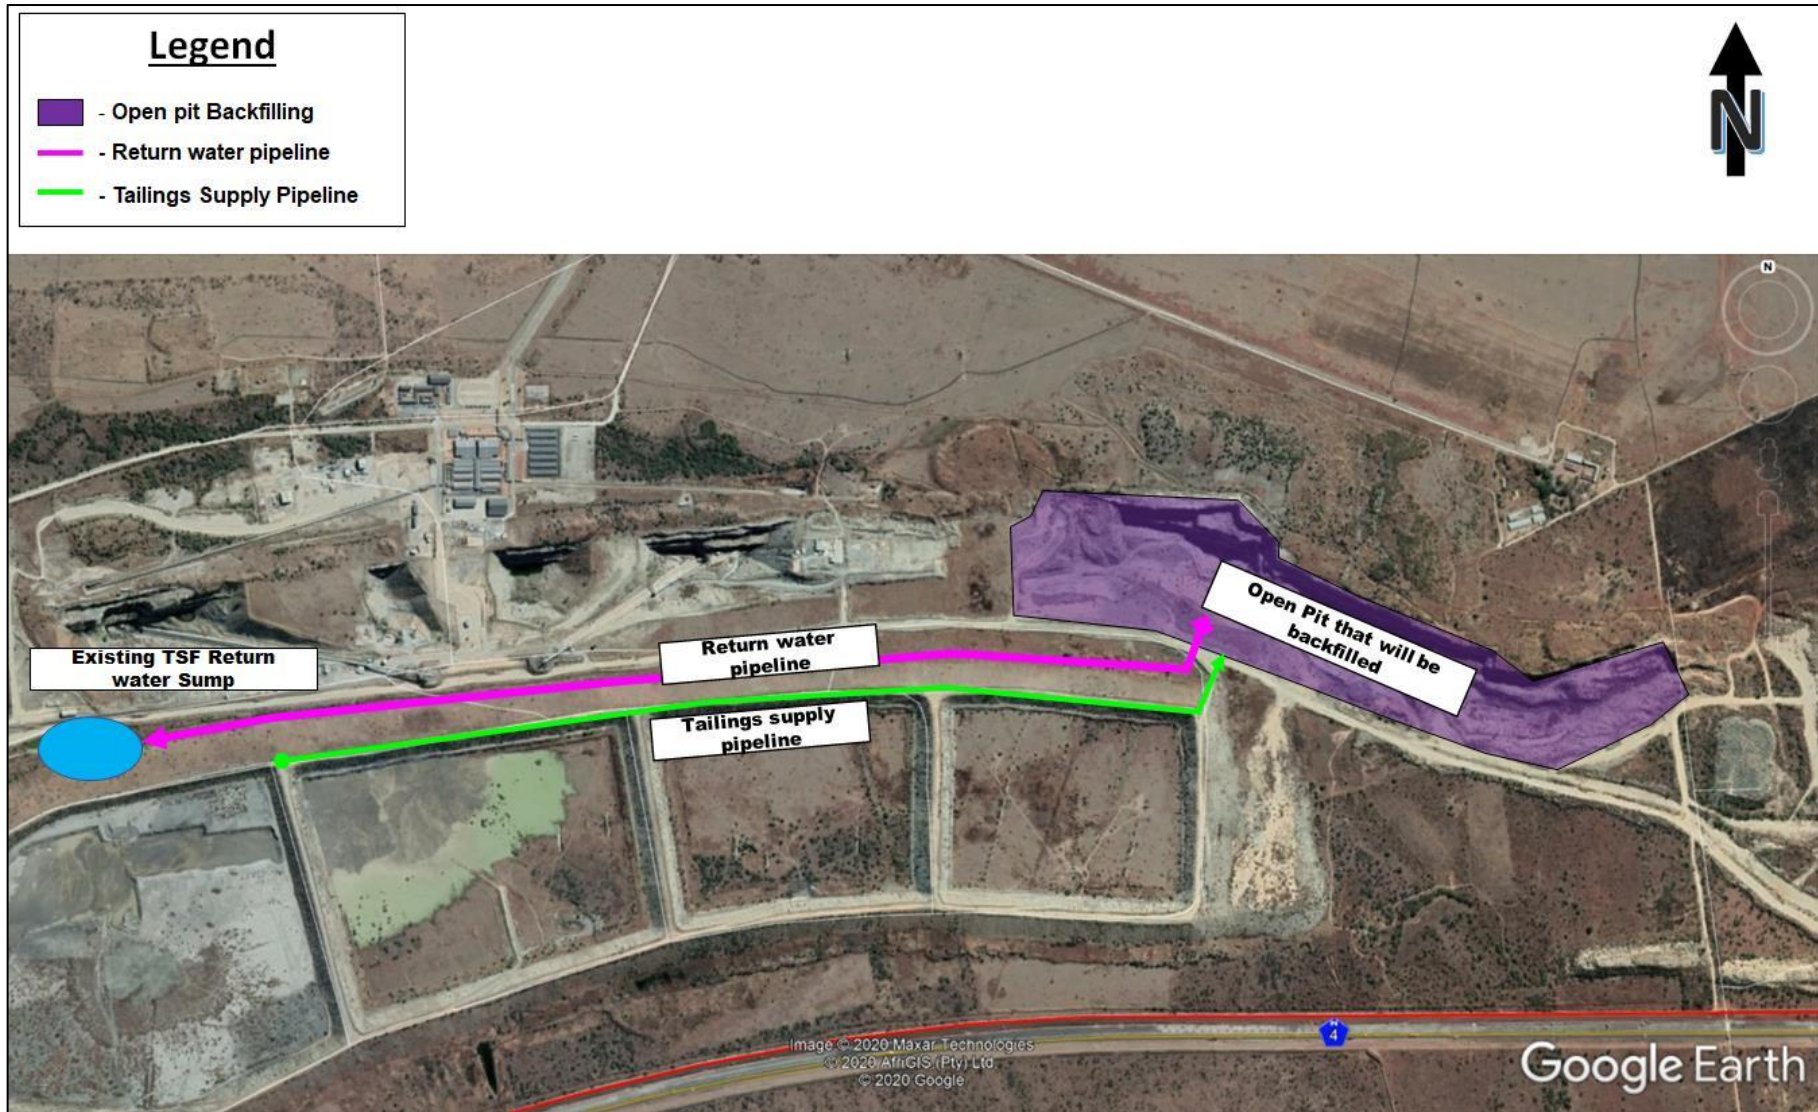 Legend
- Open pit Backfilling
- Return water pipeline
- Tailings Supply Pipeline
N
N
Open Pit that will be
backfilled
Return water
pipeline
Existing TSF Return
water Sump
Tailings supply
pipeline
N
4
Image © 2020 Maxar Technologies
© 2020 AfriGIS (Pty) Ltd.
© 2020 Google
Google Earth